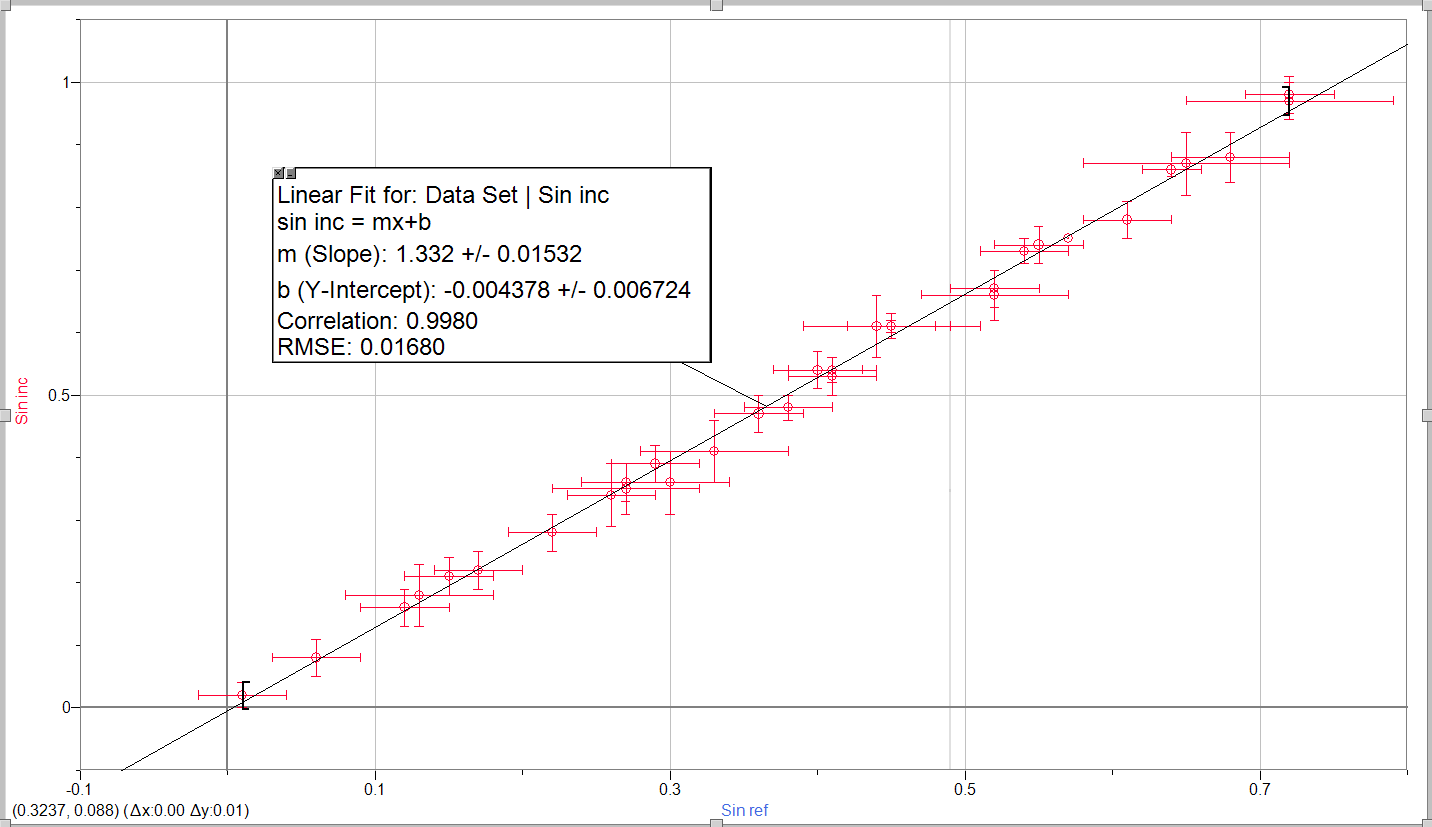 1
Linear Fit for: Data Set | Sin inc
sin inc = mx+b
m (Slope): 1.332 +/- 0.01532
b (Y-Intercept): -0.004378 +/- 0.006724
Correlation: 0.9980
RMSE: 0.01680
Sin inc
0.5
0
-0.1 0.1 0.3 0.5 0.7
(0.3237, 0.088) (Δx:0.00 Δy:0.01)
Sin ref